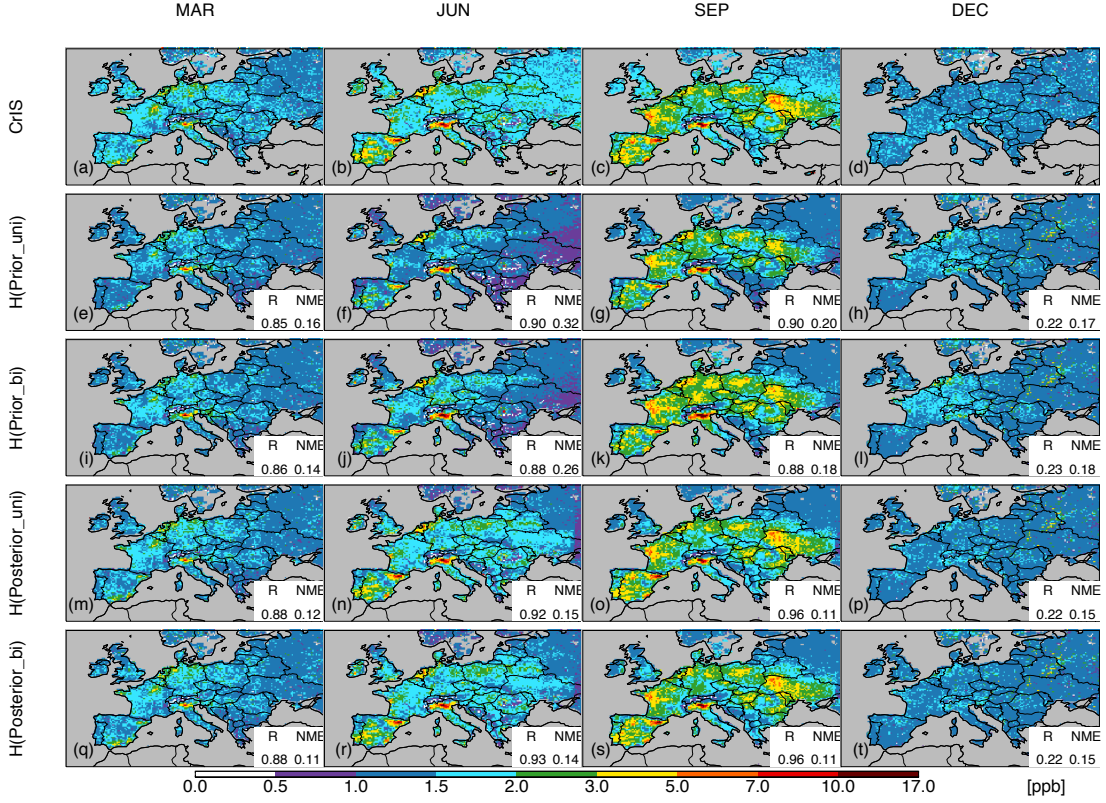 MAR JUN SEP DEC
CrIS
(a) (b) (c) (d)
H(Prior_uni)
(e) R NME (f) R NME (g) R NME (h) R NME
0.85 0.16 0.90 0.32 0.90 0.20 0.22 0.17
H(Prior_bi)
(i) R NME (j) R NME (k) R NME (l) R NME
0.86 0.14 0.88 0.26 0.88 0.18 0.23 0.18
H(Posterior_uni)
(m) R NME (n) R NME (o) R NME (p) R NME
0.88 0.12 0.92 0.15 0.96 0.11 0.22 0.15
H(Posterior_bi)
(q) R NME (r) R NME (s) R NME (t) R NME
0.88 0.11 0.93 0.14 0.96 0.11 0.22 0.15
0.0 0.5 1.0 1.5 2.0 3.0 5.0 7.0 10.0 17.0 [ppb]